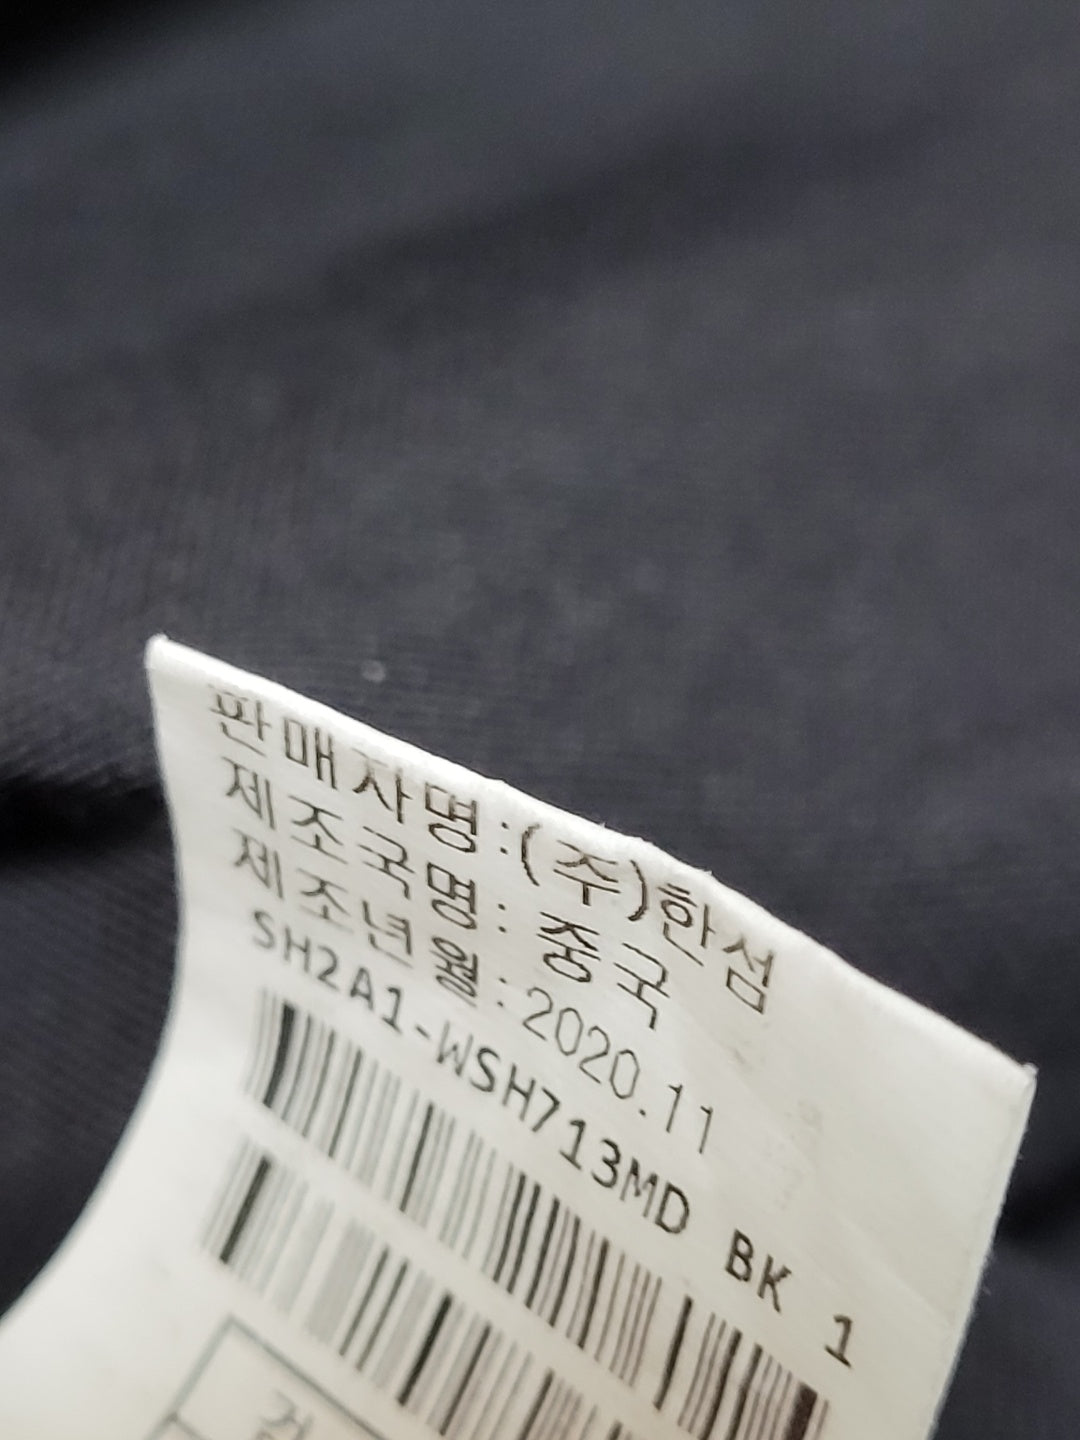 판매자명:(주)한섬
제조국명: 중국
제조년월:2020.11
SH2A1-WSH713MD BK 1